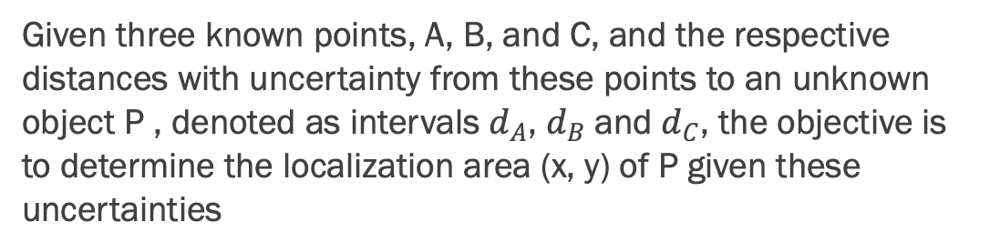 Given three known points, A, B, and C, and the respective
distances with uncertainty from these points to an unknown
object P , denoted as intervals d_A, d_B and d_C, the objective is
to determine the localization area (x, y) of P given these
uncertainties